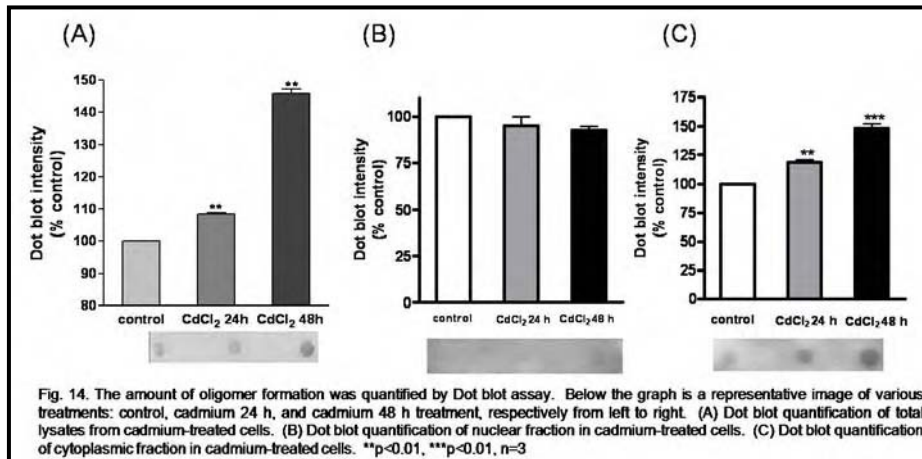 (A)
(B)
(C)
Dot blot intensity
(% control)
150
140
130
120
110
100
90
80
**
**
control CdCl₂ 24h CdCl₂ 48h
Dot blot intensity
(% control)
100
75
50
25
0
control CdCl₂ 24 h CdCl₂ 48 h
Dot blot intensity
(% control)
175
150
125
100
75
50
25
0
**
***
control CdCl₂ 24 h CdCl₂ 48 h
Fig. 14. The amount of oligomer formation was quantified by Dot blot assay. Below the graph is a representative image of various
treatments: control, cadmium 24 h, and cadmium 48 h treatment, respectively from left to right. (A) Dot blot quantification of total
lysates from cadmium-treated cells. (B) Dot blot quantification of nuclear fraction in cadmium-treated cells. (C) Dot blot quantification
of cytoplasmic fraction in cadmium-treated cells. **p<0.01, ***p<0.01, n=3